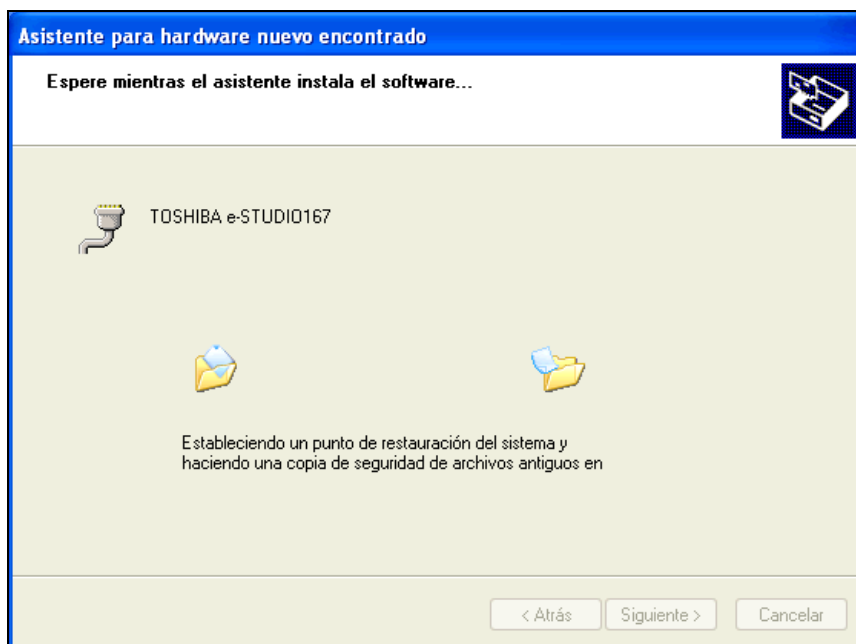 Asistente para hardware nuevo encontrado
Espere mientras el asistente instala el software...
TOSHIBA e-STUDIO167
Estableciendo un punto de restauración del sistema y
haciendo una copia de seguridad de archivos antiguos en
< Atrás
Siguiente >
Cancelar